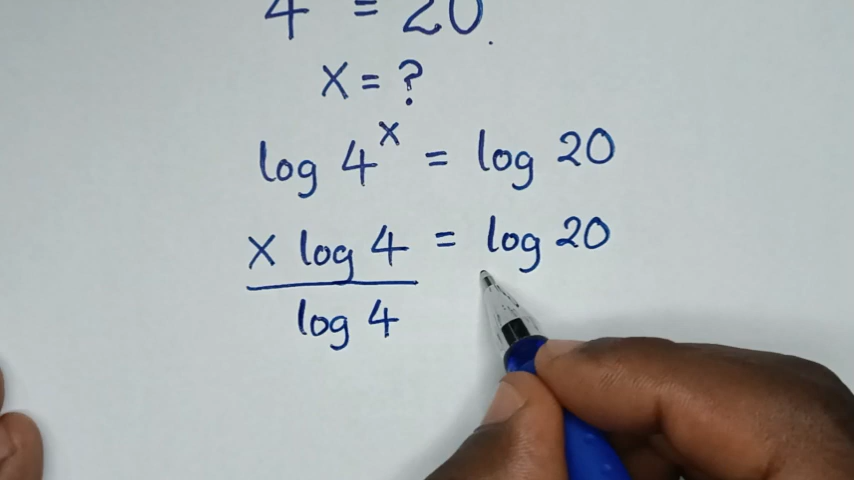 4 = 20.
x = ?
log 4^x = log 20
x log 4 = log 20
log 4